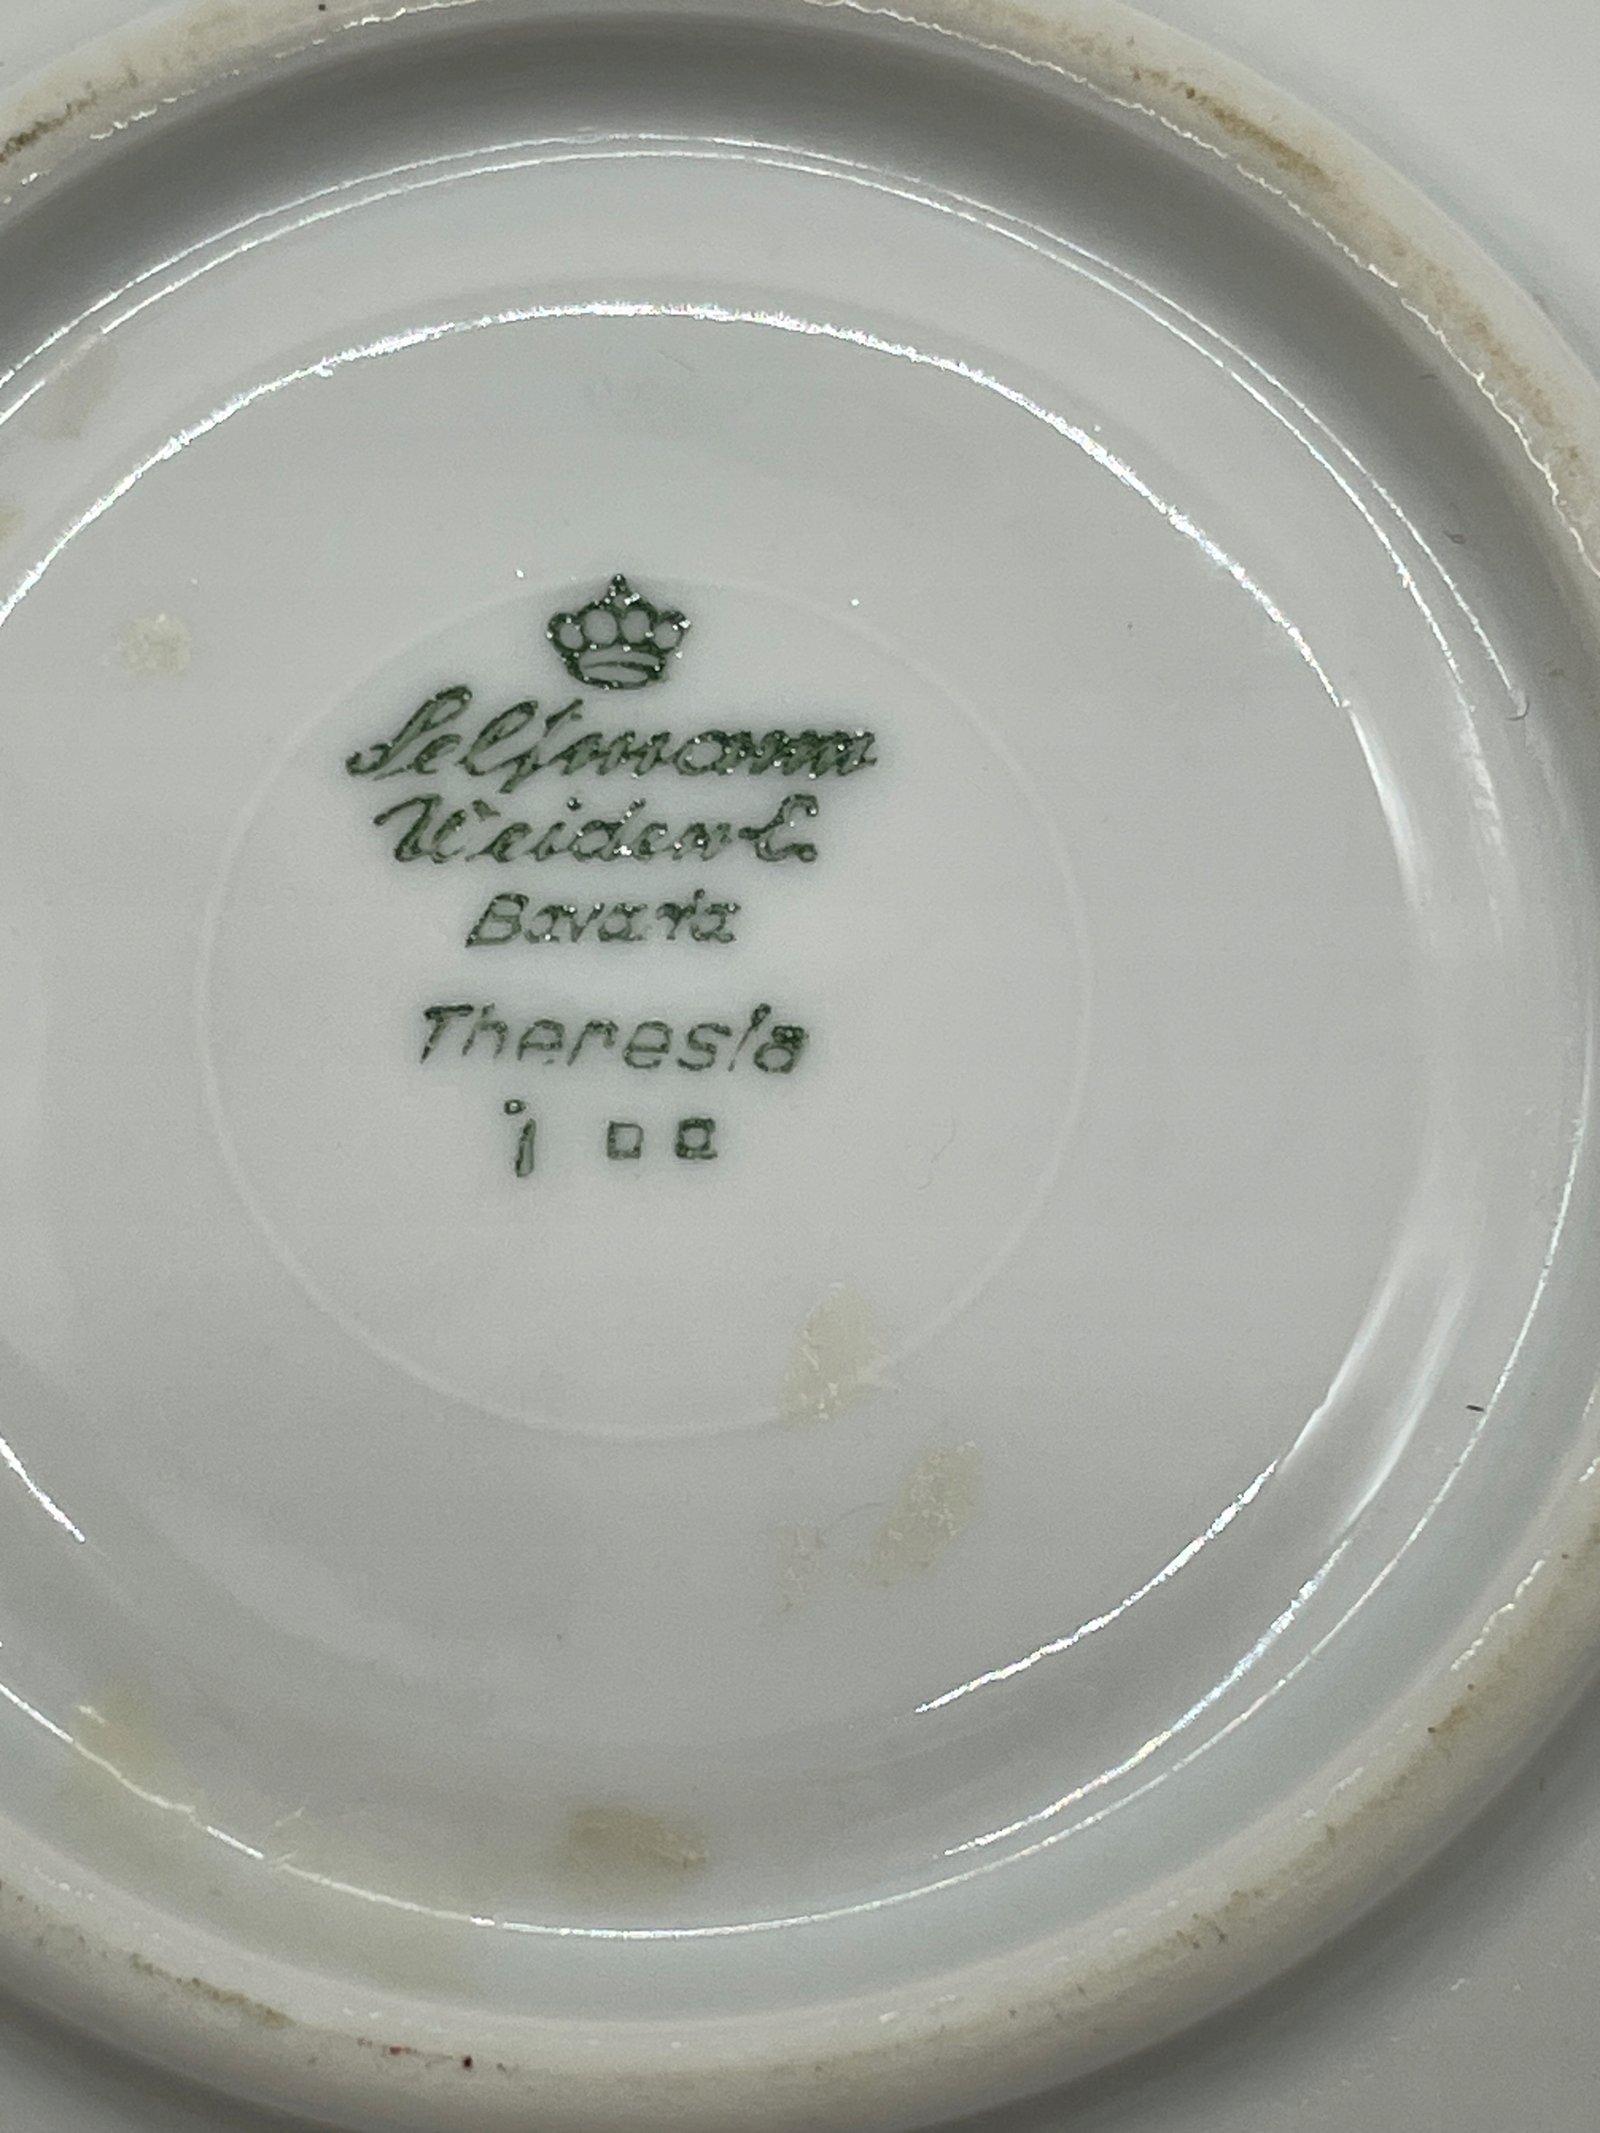 Seltmann
Weiden C.
Bavaria
Theresia